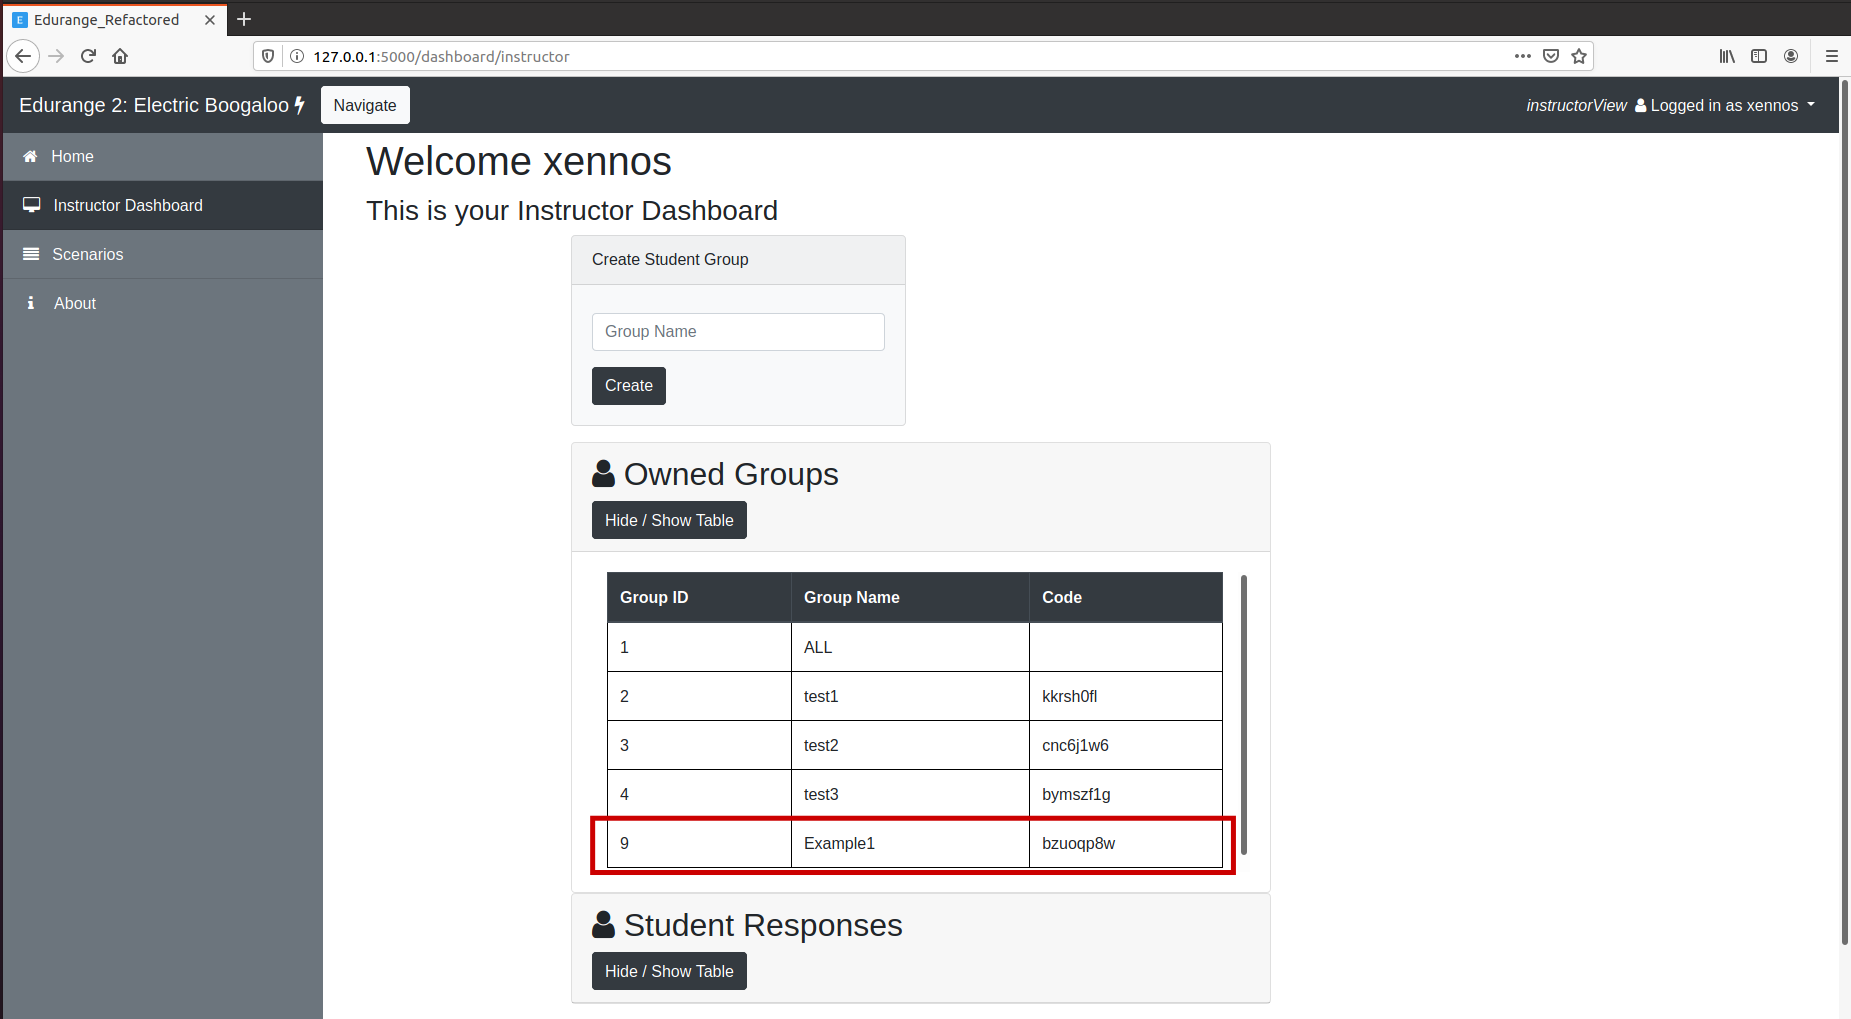 Edurange_Refactored
127.0.0.1:5000/dashboard/instructor
Edurange 2: Electric Boogaloo
Navigate
instructorView
Logged in as xennos
Home
Instructor Dashboard
Scenarios
About
Welcome xennos
This is your Instructor Dashboard
Create Student Group
Group Name
Create
Owned Groups
Hide / Show Table
Group ID Group Name Code
1 ALL
2 test1 kkrsh0fl
3 test2 cnc6j1w6
4 test3 bymszf1g
9 Example1 bzuoqp8w
Student Responses
Hide / Show Table